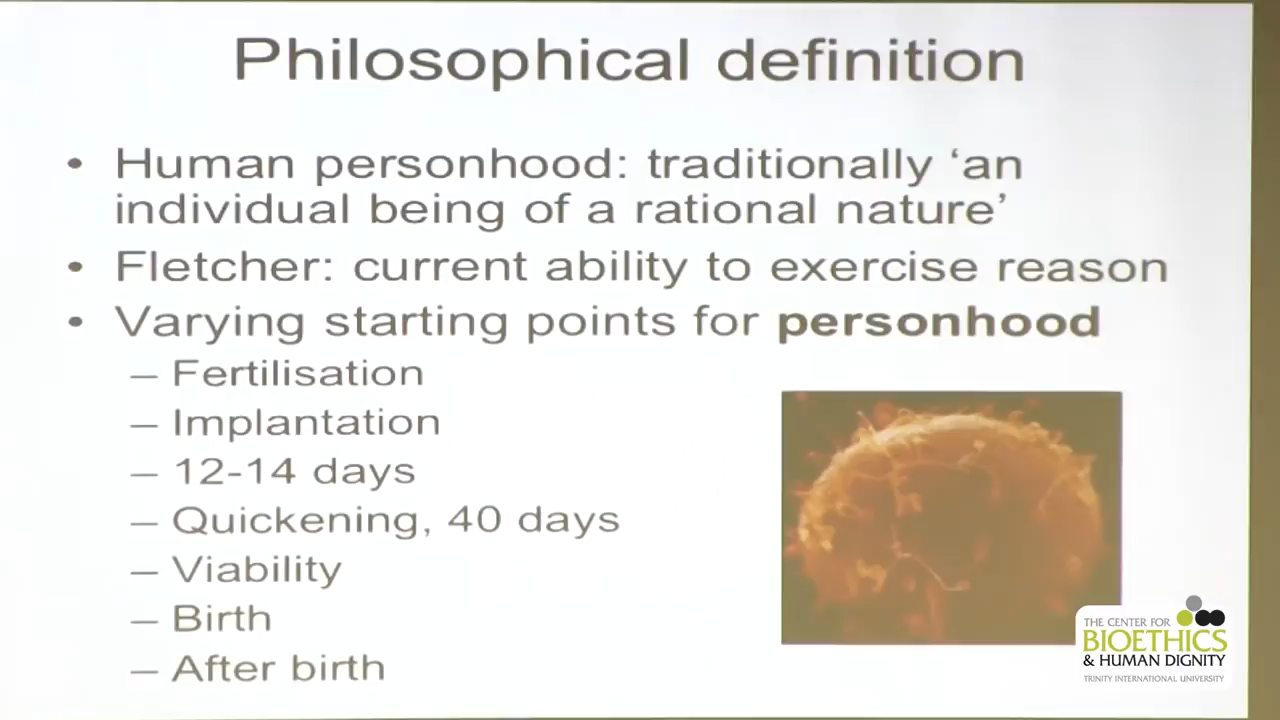 Philosophical definition
• Human personhood: traditionally ‘an
individual being of a rational nature’
• Fletcher: current ability to exercise reason
• Varying starting points for personhood
– Fertilisation
– Implantation
– 12-14 days
– Quickening, 40 days
– Viability
– Birth
– After birth
THE CENTER FOR
BIOETHICS
& HUMAN DIGNITY
TRINITY INTERNATIONAL UNIVERSITY